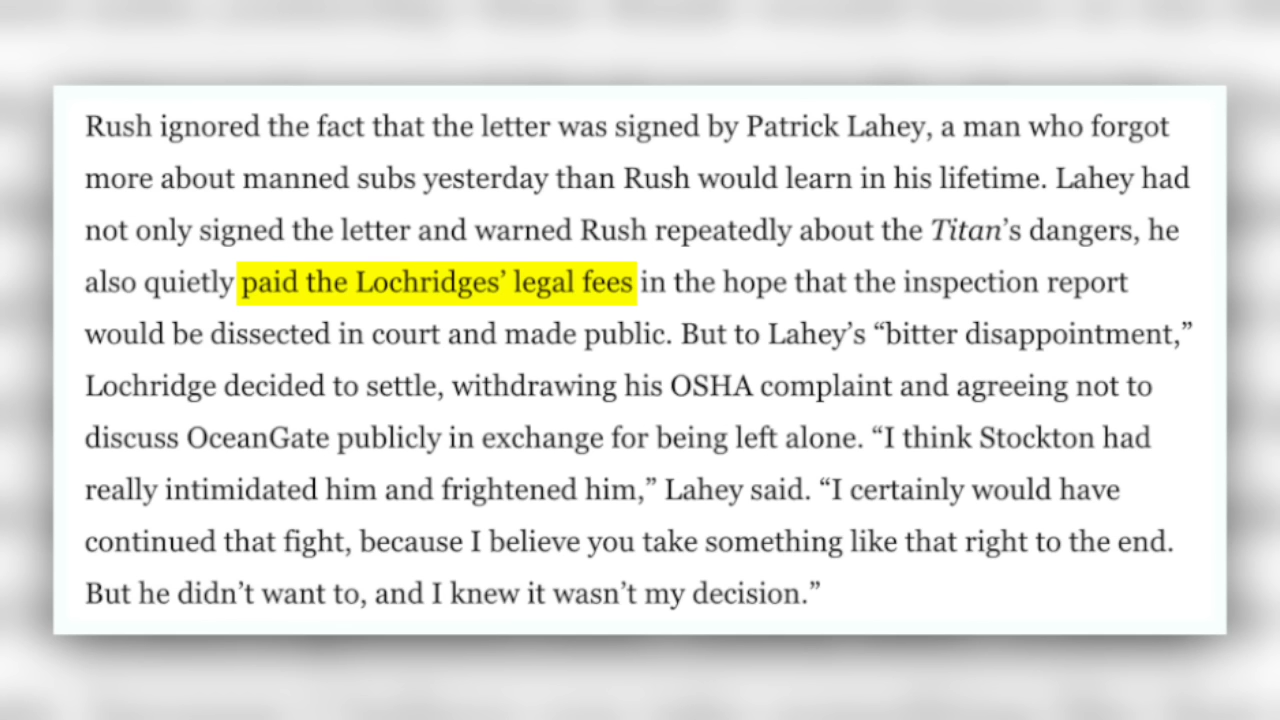 Rush ignored the fact that the letter was signed by Patrick Lahey, a man who forgot
more about manned subs yesterday than Rush would learn in his lifetime. Lahey had
not only signed the letter and warned Rush repeatedly about the Titan’s dangers, he
also quietly paid the Lochridges’ legal fees in the hope that the inspection report
would be dissected in court and made public. But to Lahey’s “bitter disappointment,”
Lochridge decided to settle, withdrawing his OSHA complaint and agreeing not to
discuss OceanGate publicly in exchange for being left alone. “I think Stockton had
really intimidated him and frightened him,” Lahey said. “I certainly would have
continued that fight, because I believe you take something like that right to the end.
But he didn’t want to, and I knew it wasn’t my decision.”